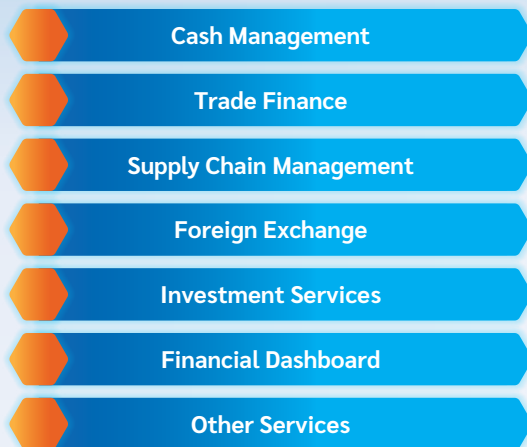 Cash Management
Trade Finance
Supply Chain Management
Foreign Exchange
Investment Services
Financial Dashboard
Other Services